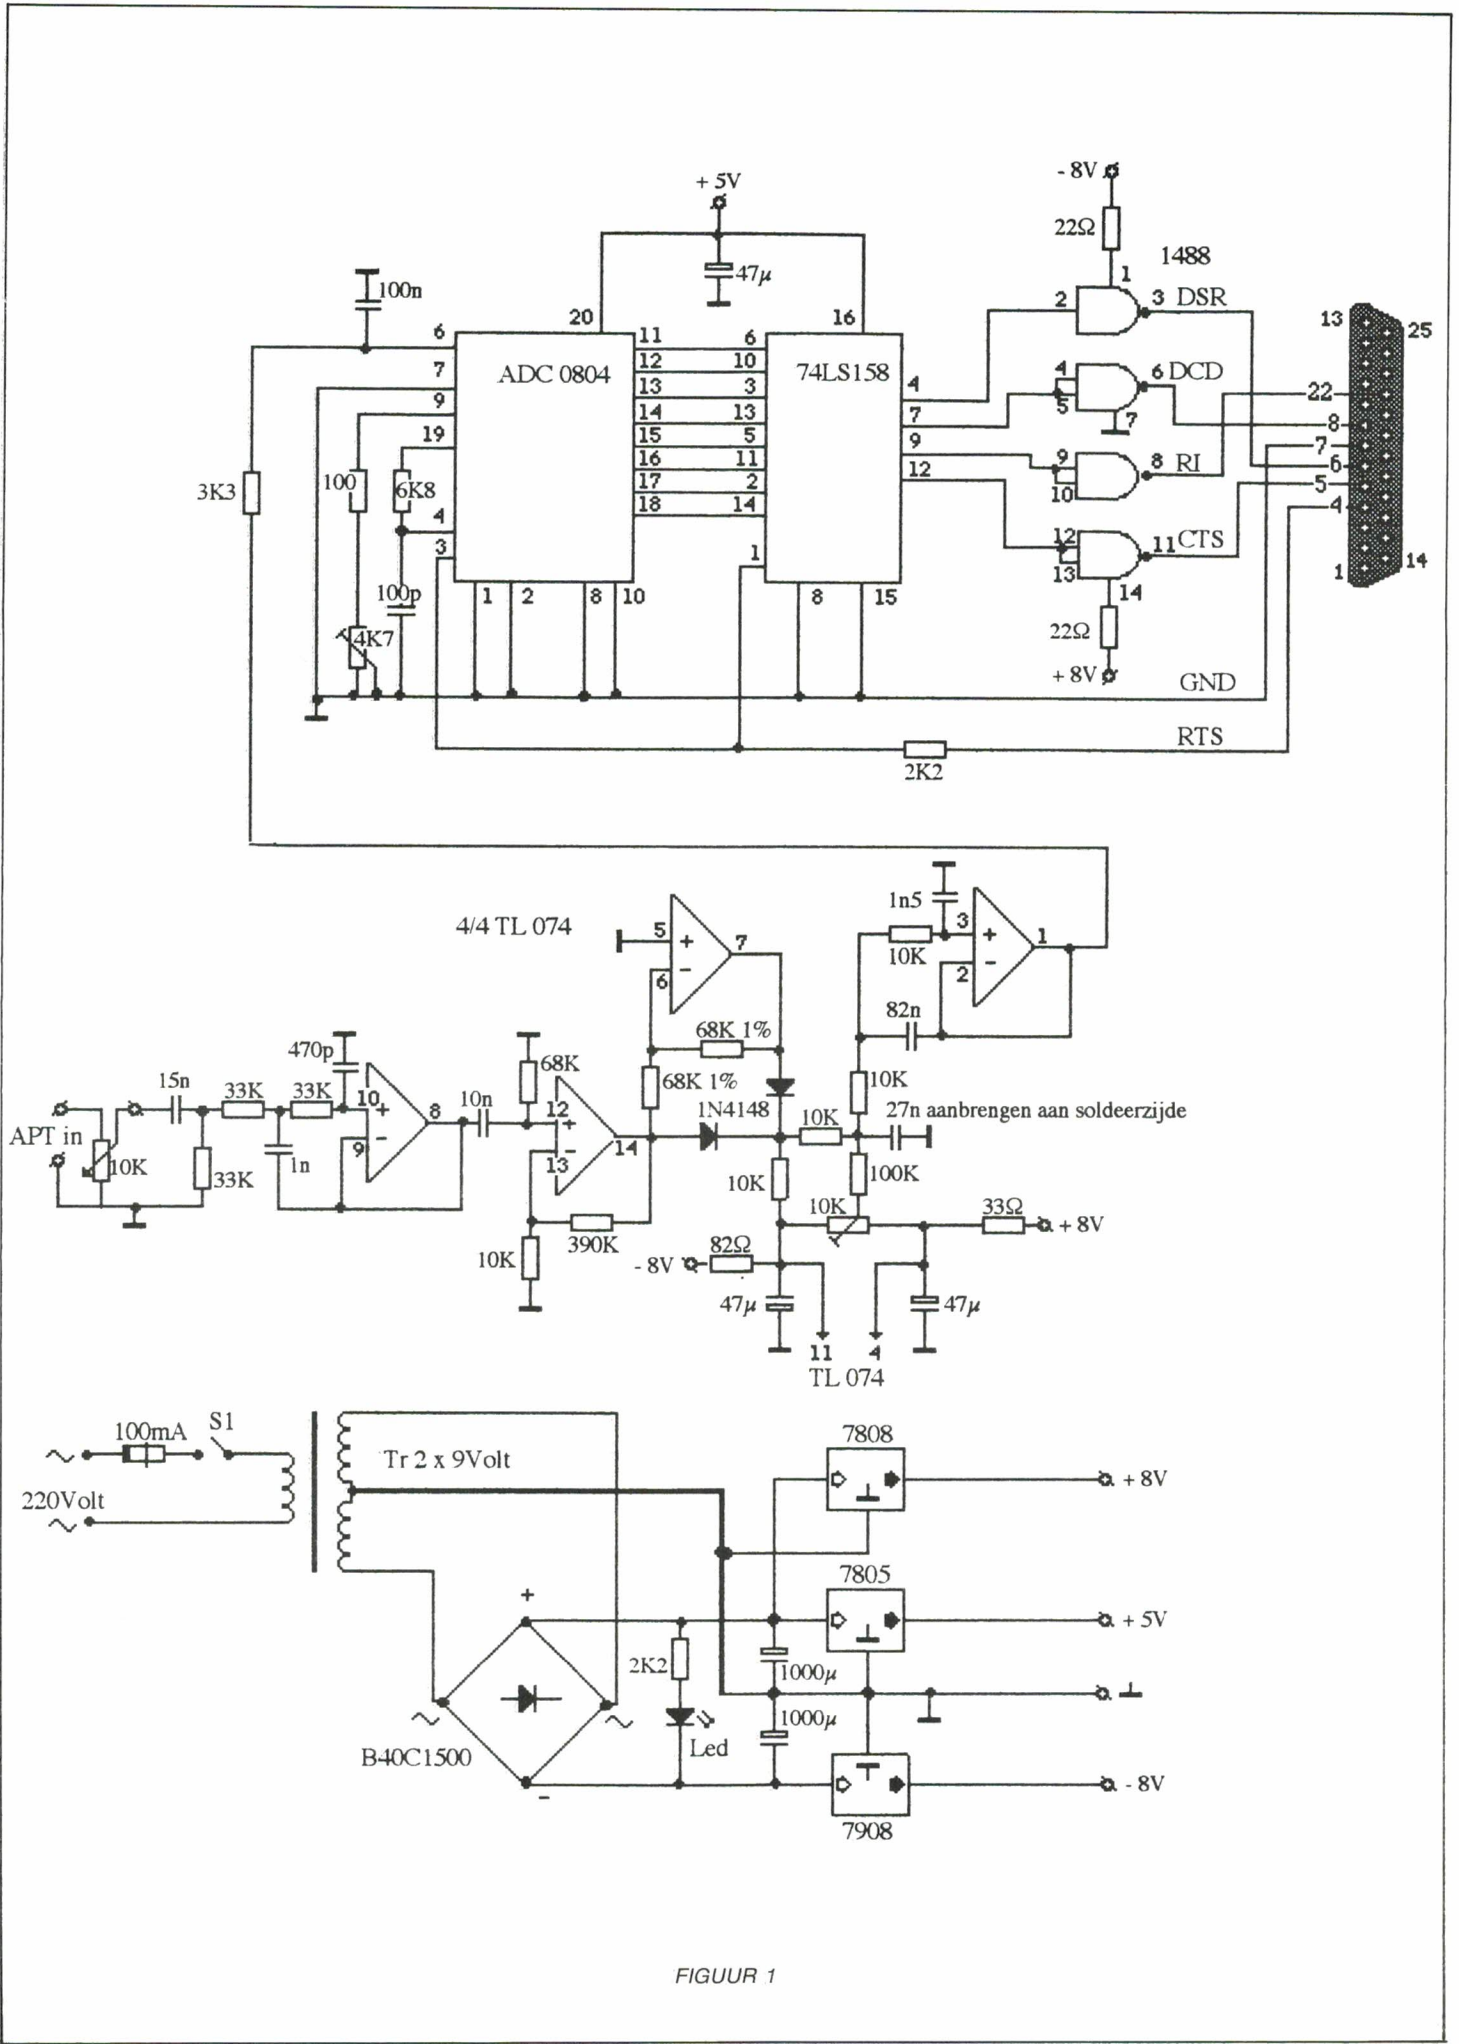 - 8V
+ 5V
22Ω
1488
1
47µ
100n
2
3 DSR
13
25
20
16
6
11
6
7
ADC 0804
12
10
74LS158
4
6 DCD
9
13
3
4
5
22
14
13
7
7
8
19
15
5
9
7
16
11
12
9
8 RI
6
3K3
100
6K8
17
2
10
5
4
18
14
4
3
1
12
11 CTS
13
14
1
14
100p
1
2
8
10
8
15
22Ω
4K7
+ 8V
GND
RTS
2K2
4/4 TL 074
1n5
5
+
7
3
+
1
10K
-
6
-
2
82n
68K 1%
470p
68K
68K 1%
10K
15n
33K
33K
10
10n
1N4148
10K
27n aanbrengen aan soldeerzijde
APT in
+
8
12
+
10K
9
-
13
-
14
1n
33K
10K
100K
10K
33Ω
+ 8V
390K
10K
- 8V
82Ω
47µ
47µ
11
4
TL 074
100mA
S1
7808
Tr 2 x 9Volt
+ 8V
220Volt
7805
+
+ 5V
2K2
1000µ
1000µ
Led
B40C1500
- 8V
-
7908
FIGUUR 1